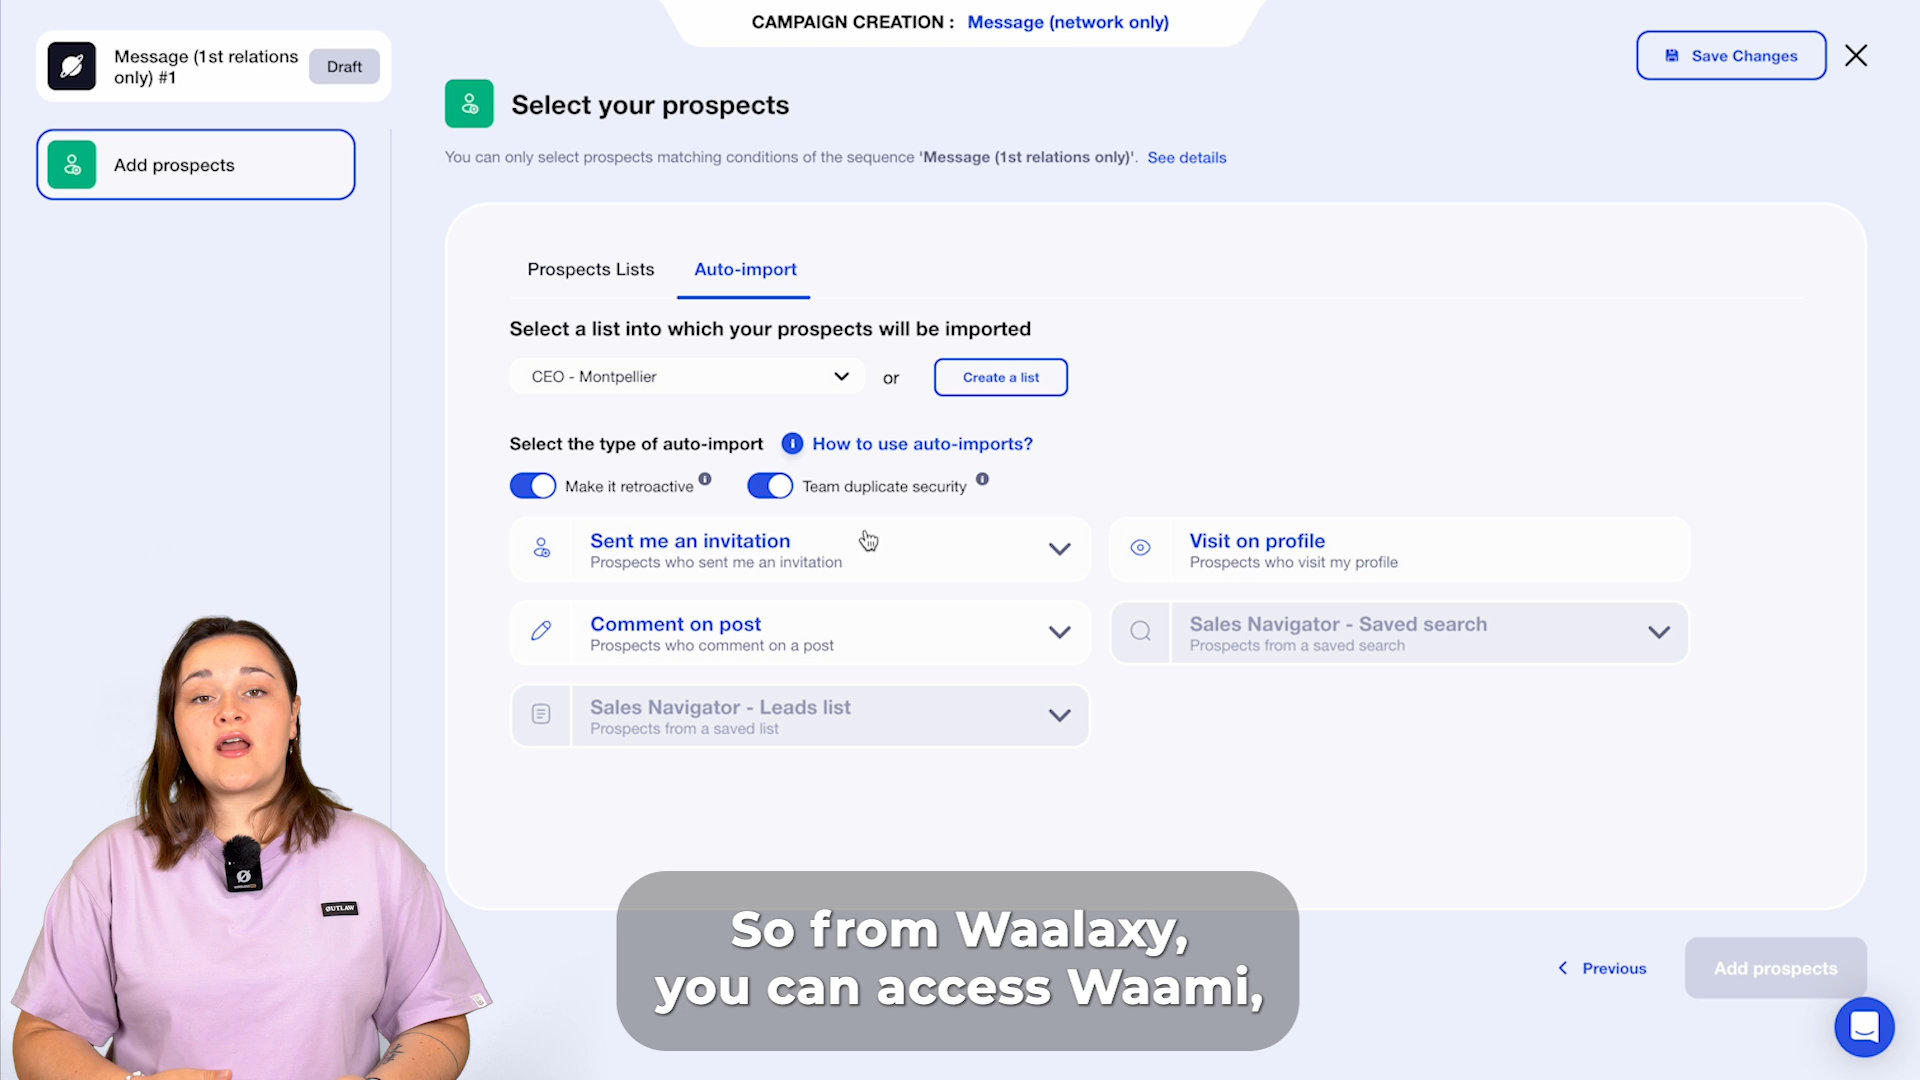 CAMPAIGN CREATION : Message (network only)
Message (1st relations
only) #1
Draft
Save Changes
Add prospects
Select your prospects
You can only select prospects matching conditions of the sequence 'Message (1st relations only)'. See details
Prospects Lists
Auto-import
Select a list into which your prospects will be imported
CEO - Montpellier
or
Create a list
Select the type of auto-import
How to use auto-imports?
Make it retroactive
Team duplicate security
Sent me an invitation
Prospects who sent me an invitation
Visit on profile
Prospects who visit my profile
Comment on post
Prospects who comment on a post
Sales Navigator - Saved search
Prospects from a saved search
Sales Navigator - Leads list
Prospects from a saved list
ØUTLAW
So from Waalaxy,
you can access Waami,
Previous
Add prospects